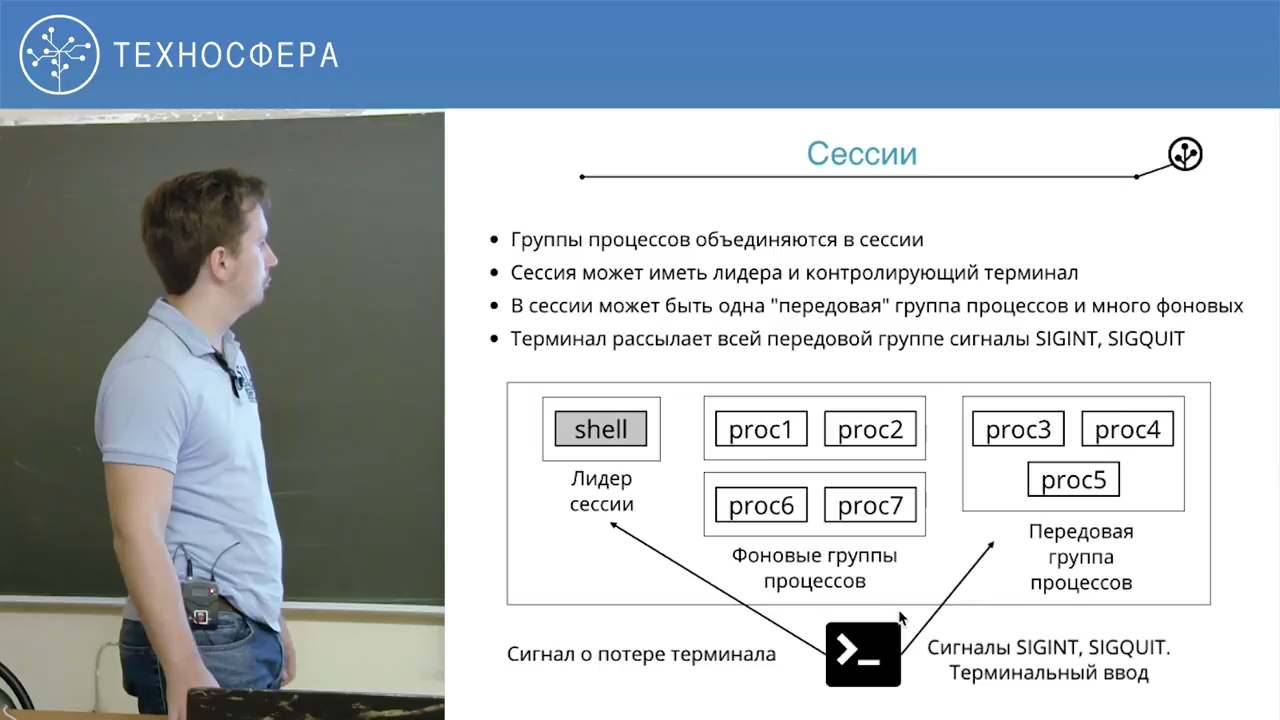 ТЕХНОСФЕРА
Сессии
• Группы процессов объединяются в сессии
• Сессия может иметь лидера и контролирующий терминал
• В сессии может быть одна "передовая" группа процессов и много фоновых
• Терминал рассылает всей передовой группе сигналы SIGINT, SIGQUIT
shell
proc1 proc2
proc3 proc4
proc5
Лидер
сессии
proc6 proc7
Фоновые группы
процессов
Передовая
группа
процессов
Сигнал о потере терминала
Сигналы SIGINT, SIGQUIT.
Терминальный ввод